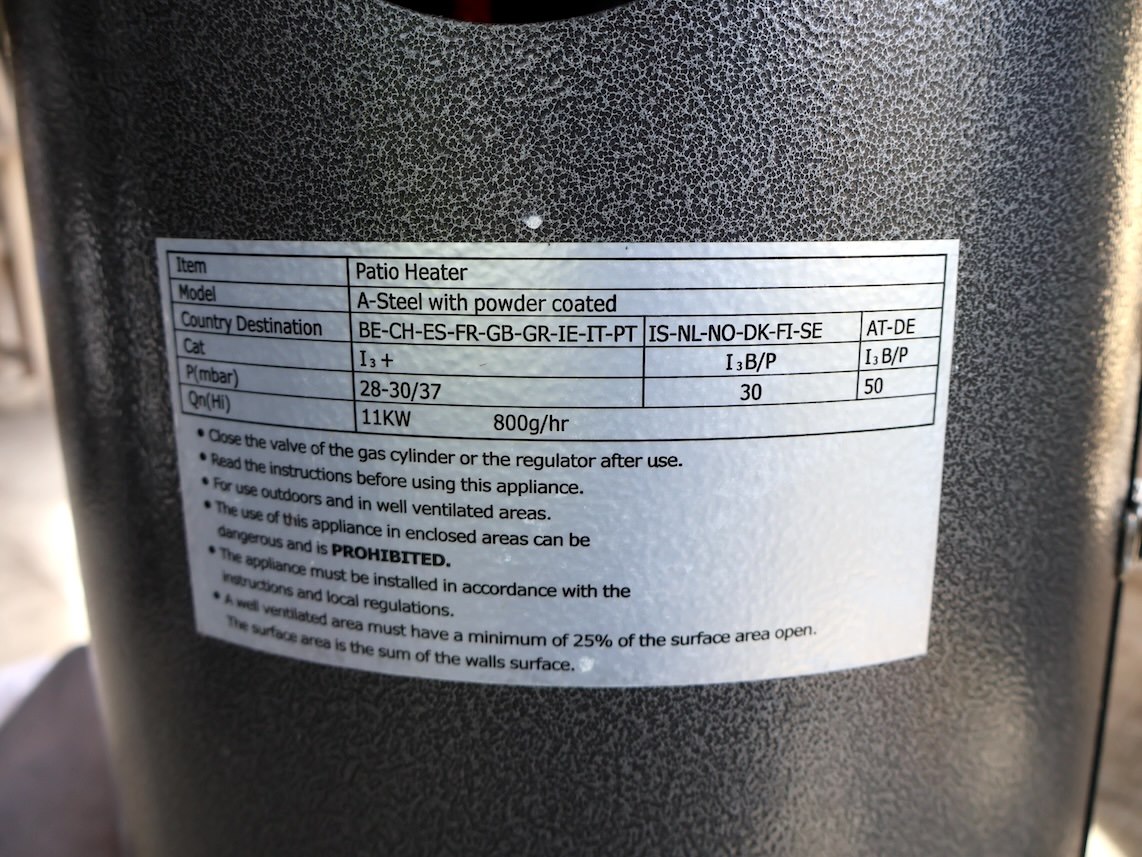 Item Patio Heater
Model A-Steel with powder coated
Country Destination BE-CH-ES-FR-GB-GR-IE-IT-PT IS-NL-NO-DK-FI-SE AT-DE
Cat I₃+ I₃B/P I₃B/P
P(mbar) 28-30/37 30 50
Qn(Hi) 11KW 800g/hr
• Close the valve of the gas cylinder or the regulator after use.
• Read the instructions before using this appliance.
• For use outdoors and in well ventilated areas.
• The use of this appliance in enclosed areas can be
dangerous and is PROHIBITED.
• The appliance must be installed in accordance with the
instructions and local regulations.
• A well ventilated area must have a minimum of 25% of the surface area open.
The surface area is the sum of the walls surface.